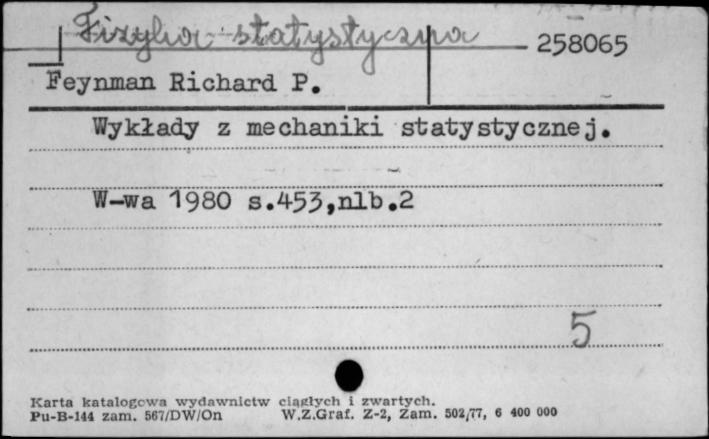 Fizyka statystyczna
258065
Feynman Richard P.
Wykłady z mechaniki statystycznej.
W-wa 1980 s.453,nlb.2
5
Karta katalogowa wydawnictw ciągłych i zwartych.
Pu-B-144 zam. 567/DW/On W.Z.Graf. Z-2, Zam. 502/77, 6 400 000